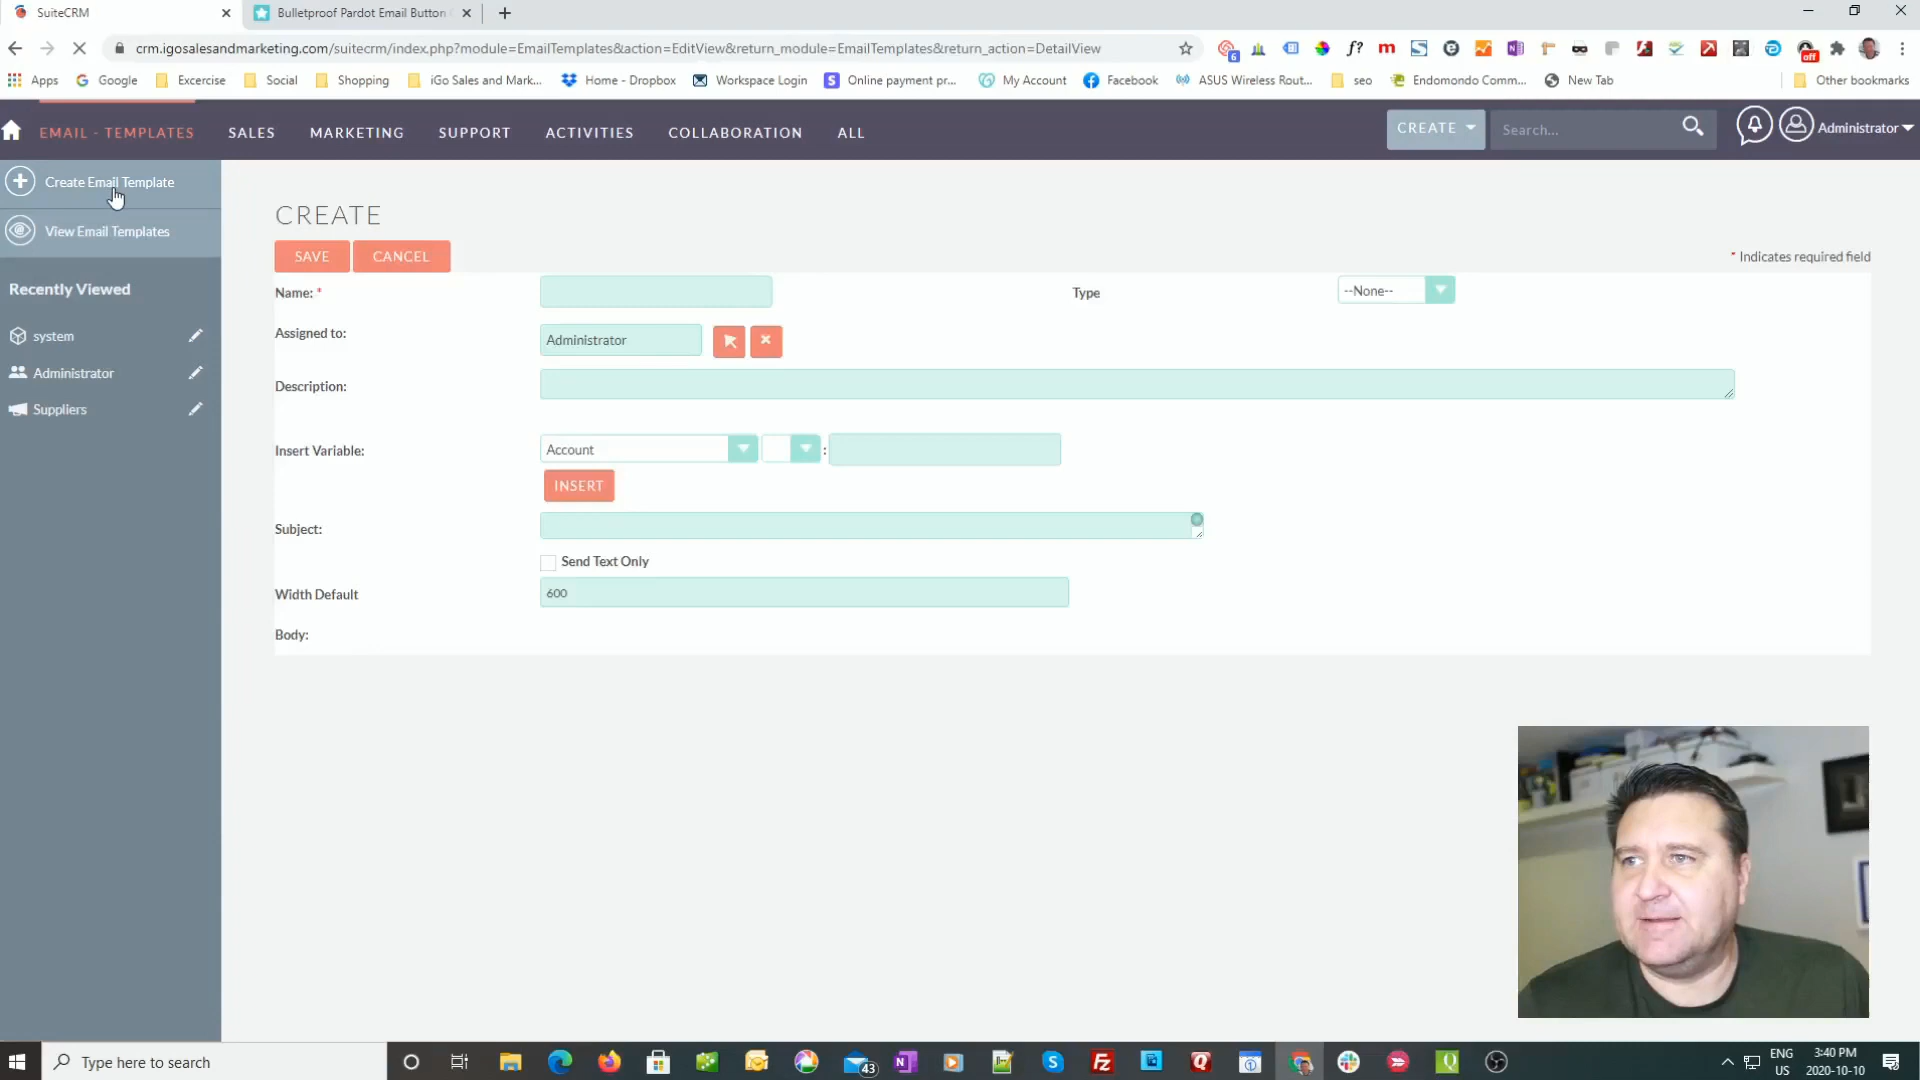 SuiteCRM
Bulletproof Pardot Email Button
crm.igosalesandmarketing.com/suitecrm/index.php?module=EmailTemplates&action=EditView&return_module=EmailTemplates&return_action=DetailView
Apps Google Excercise Social Shopping iGo Sales and Mark... Home - Dropbox Workspace Login Online payment pr... My Account Facebook ASUS Wireless Rout... seo Endomondo Comm... New Tab Other bookmarks
EMAIL - TEMPLATES SALES MARKETING SUPPORT ACTIVITIES COLLABORATION ALL CREATE Search... Administrator
Create Email Template
View Email Templates
Recently Viewed
system
Administrator
Suppliers
CREATE
SAVE CANCEL * Indicates required field
Name: * Type --None--
Assigned to: Administrator
Description:
Insert Variable: Account :
INSERT
Subject:
Send Text Only
Width Default 600
Body:
Type here to search 43 ENG US 3:40 PM 2020-10-10